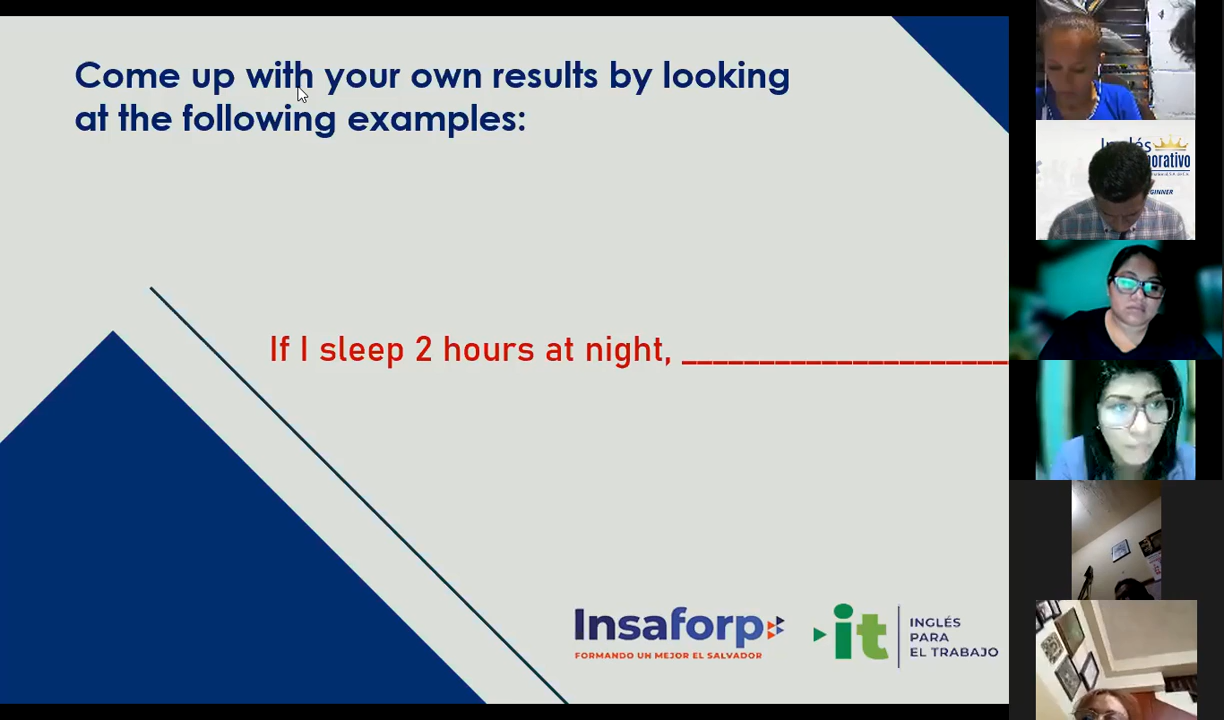 Come up with your own results by looking
at the following examples:
If I sleep 2 hours at night, ____________________
Insaforp
FORMANDO UN MEJOR EL SALVADOR
it
INGLÉS
PARA
EL TRABAJO
Inglés